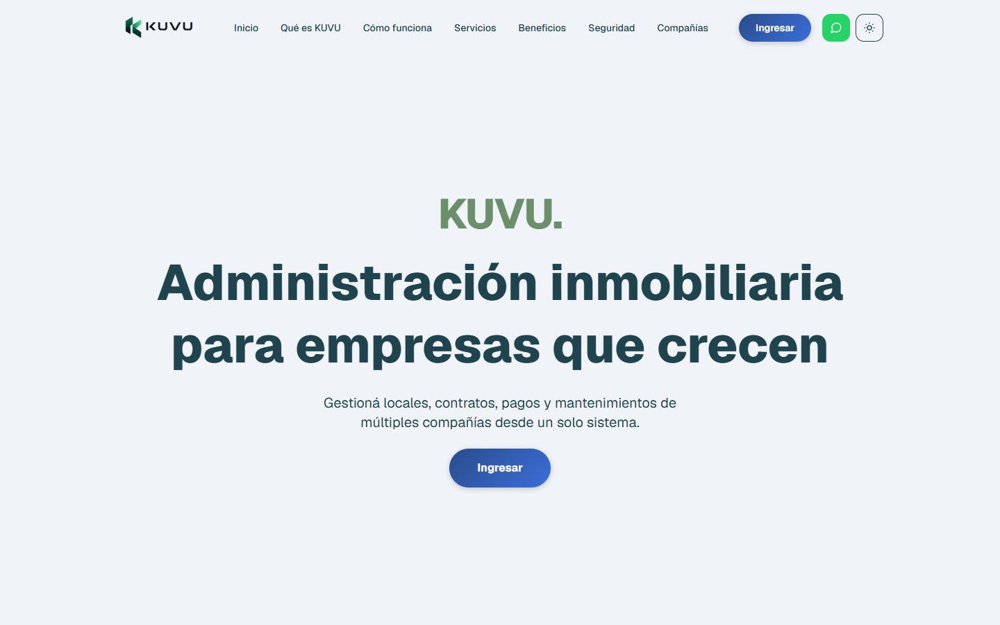 KUVU
Inicio
Qué es KUVU
Cómo funciona
Servicios
Beneficios
Seguridad
Compañías
Ingresar
KUVU.
Administración inmobiliaria
para empresas que crecen
Gestioná locales, contratos, pagos y mantenimientos de
múltiples compañías desde un solo sistema.
Ingresar